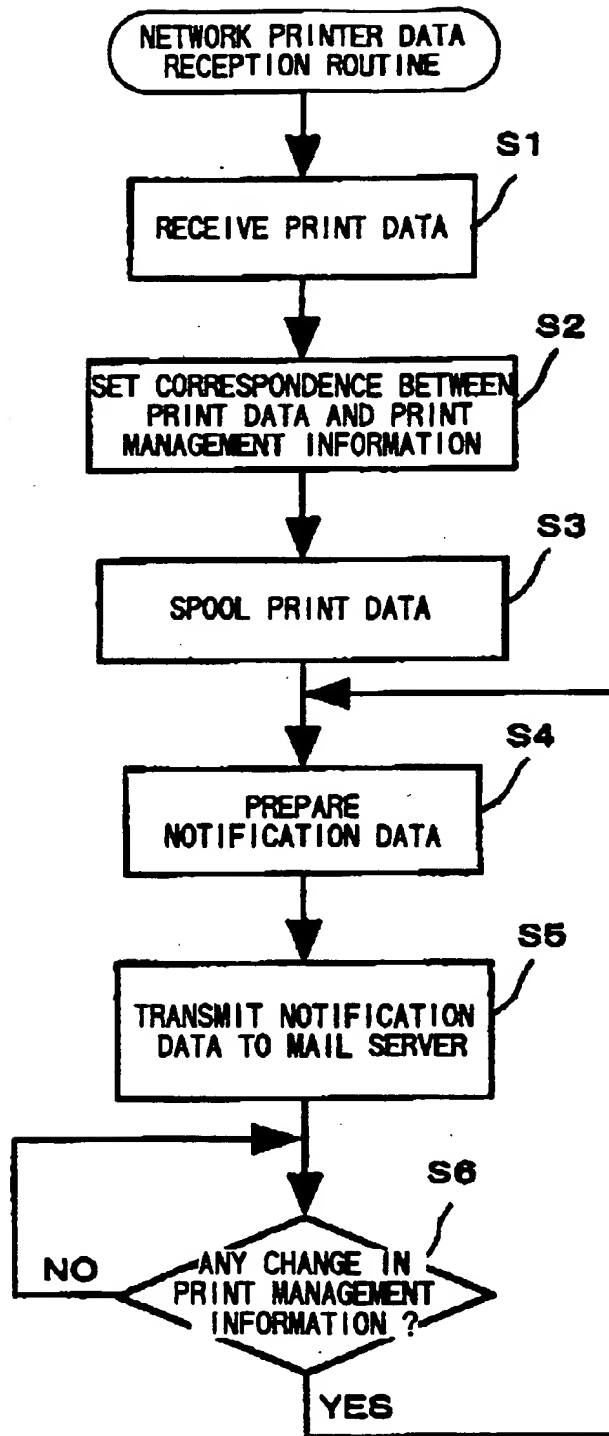 NETWORK PRINTER DATA
RECEPTION ROUTINE
S1
RECEIVE PRINT DATA
S2
SET CORRESPONDENCE BETWEEN
PRINT DATA AND PRINT
MANAGEMENT INFORMATION
S3
SPOOL PRINT DATA
S4
PREPARE
NOTIFICATION DATA
S5
TRANSMIT NOTIFICATION
DATA TO MAIL SERVER
S6
ANY CHANGE IN
PRINT MANAGEMENT
INFORMATION ?
NO
YES